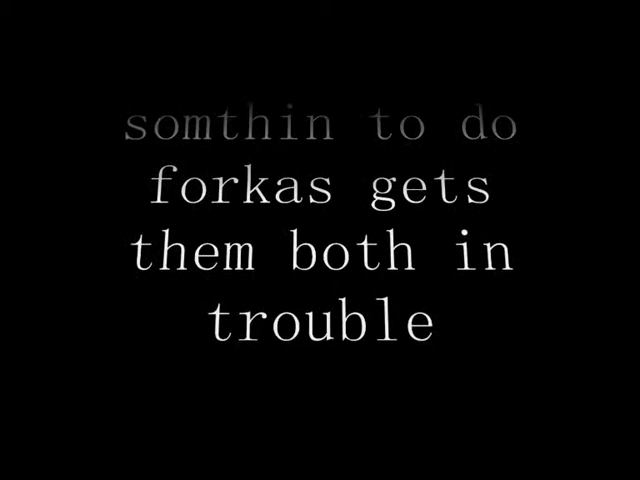 somthin to do
forkas gets
them both in
trouble